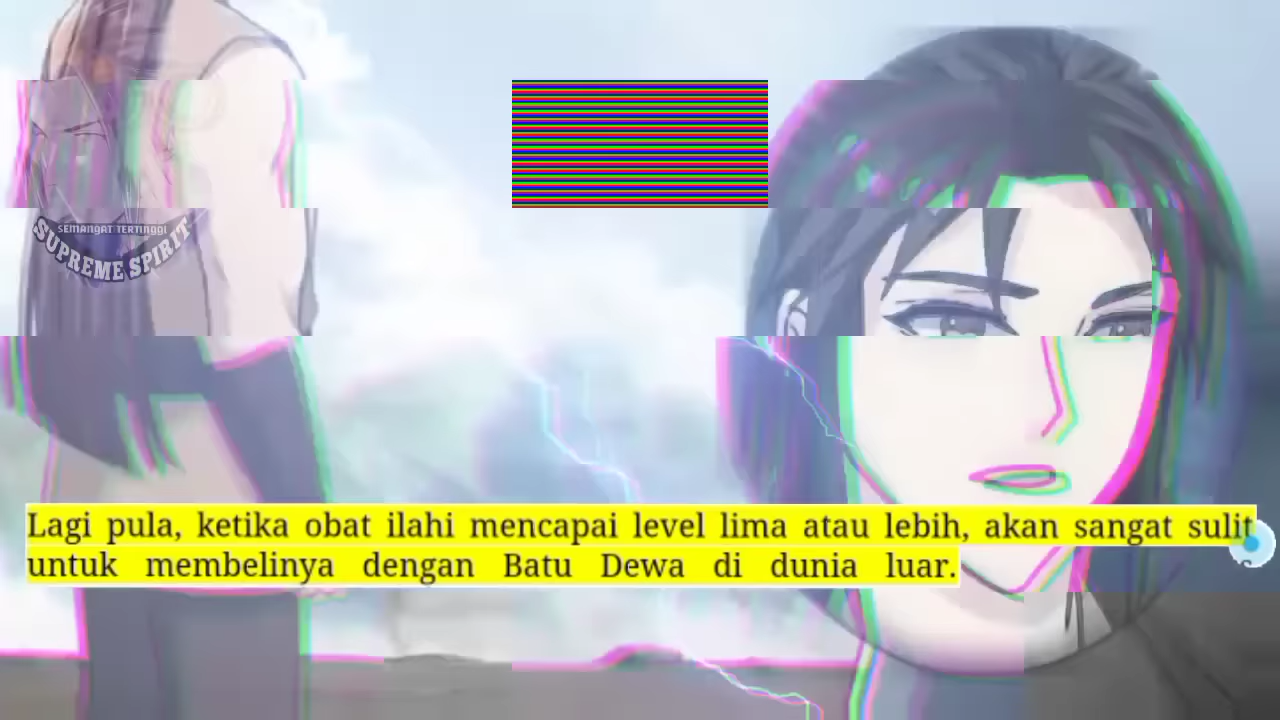 SEMANGAT TERTINGGI
SUPREME SPIRIT
Lagi pula, ketika obat ilahi mencapai level lima atau lebih, akan sangat sulit
untuk membelinya dengan Batu Dewa di dunia luar.